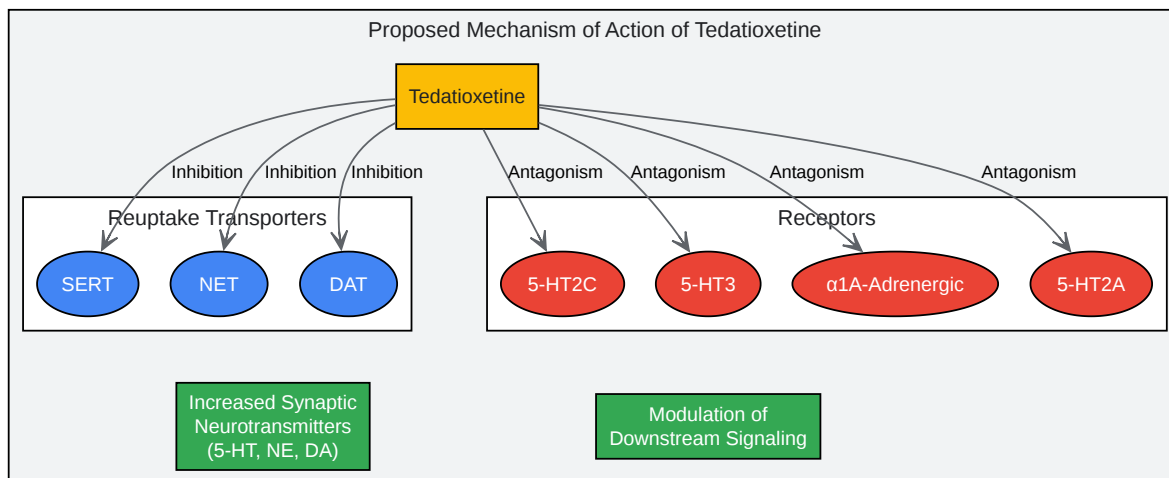 Proposed Mechanism of Action of Tedatioxetine
Tedatioxetine
Inhibition
Inhibition
Inhibition
Antagonism
Antagonism
Antagonism
Antagonism
Reuptake Transporters
Receptors
SERT
NET
DAT
5-HT2C
5-HT3
α1A-Adrenergic
5-HT2A
Increased Synaptic
Neurotransmitters
(5-HT, NE, DA)
Modulation of
Downstream Signaling